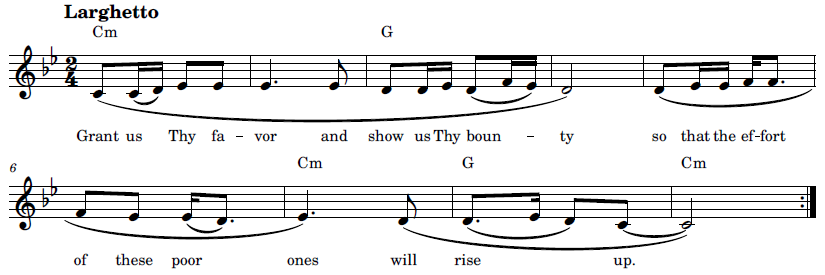 Larghetto
Cm G
2
4
Grant us Thy fa – vor and show us Thy boun – ty so that the ef – fort
6
Cm G Cm
of these poor ones will rise up.